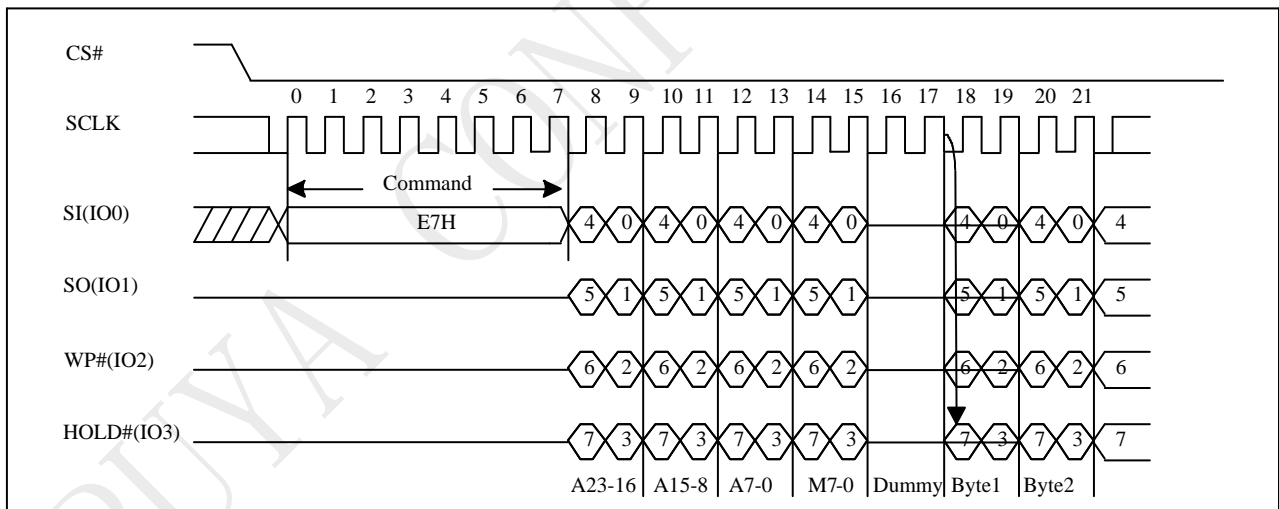 CS#
0 1 2 3 4 5 6 7 8 9 10 11 12 13 14 15 16 17 18 19 20 21
SCLK
Command
SI(IO0) E7H 4 0 4 0 4 0 4 0 4 0 4 0 4
SO(IO1) 5 1 5 1 5 1 5 1 5 1 5 1 5
WP#(IO2) 6 2 6 2 6 2 6 2 6 2 6 2 6
HOLD#(IO3) 7 3 7 3 7 3 7 3 7 3 7 3 7
A23-16 A15-8 A7-0 M7-0 Dummy Byte1 Byte2